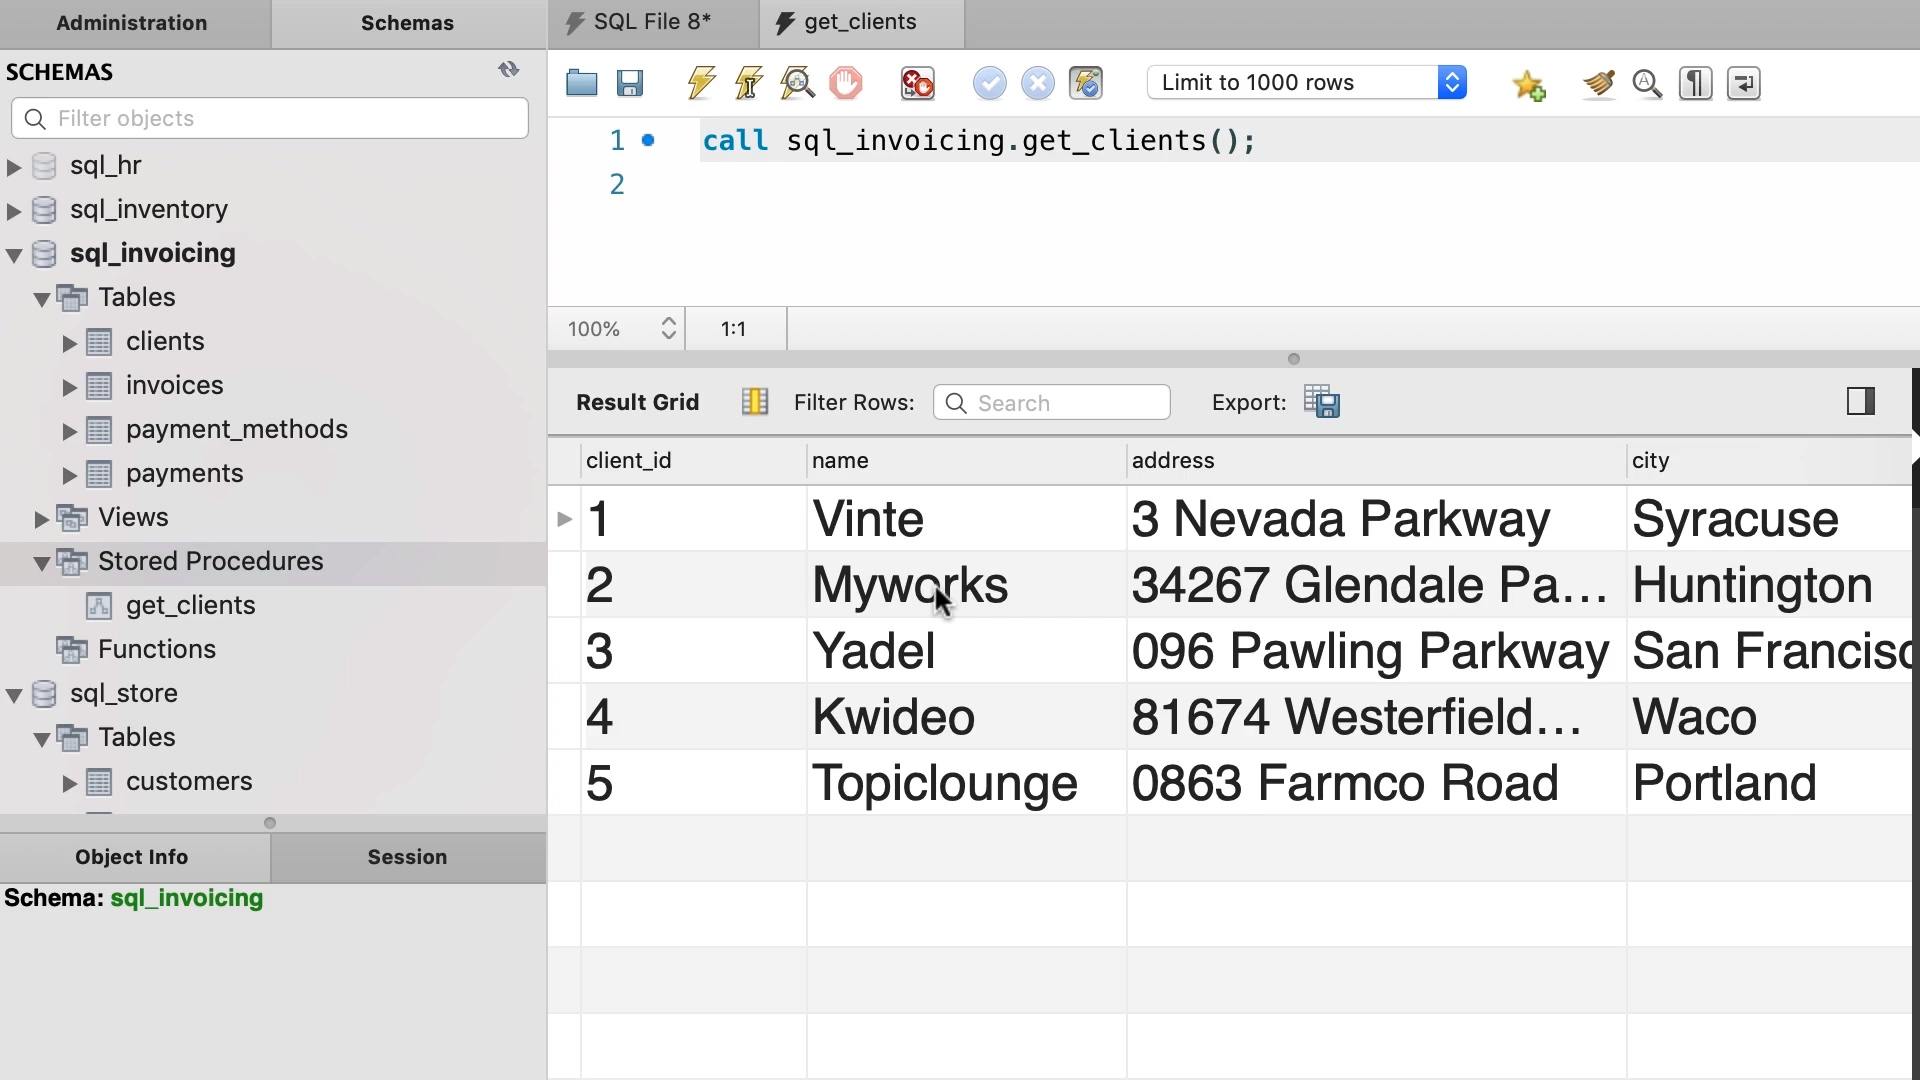 Administration
Schemas
SQL File 8*
get_clients
SCHEMAS
Filter objects
sql_hr
sql_inventory
sql_invoicing
Tables
clients
invoices
payment_methods
payments
Views
Stored Procedures
get_clients
Functions
sql_store
Tables
customers
Object Info
Session
Schema: sql_invoicing
Limit to 1000 rows
1 call sql_invoicing.get_clients();
2
100%
1:1
Result Grid
Filter Rows:
Search
Export:
client_id name address city
1 Vinte 3 Nevada Parkway Syracuse
2 Myworks 34267 Glendale Pa... Huntington
3 Yadel 096 Pawling Parkway San Francisc
4 Kwideo 81674 Westerfield... Waco
5 Topiclounge 0863 Farmco Road Portland